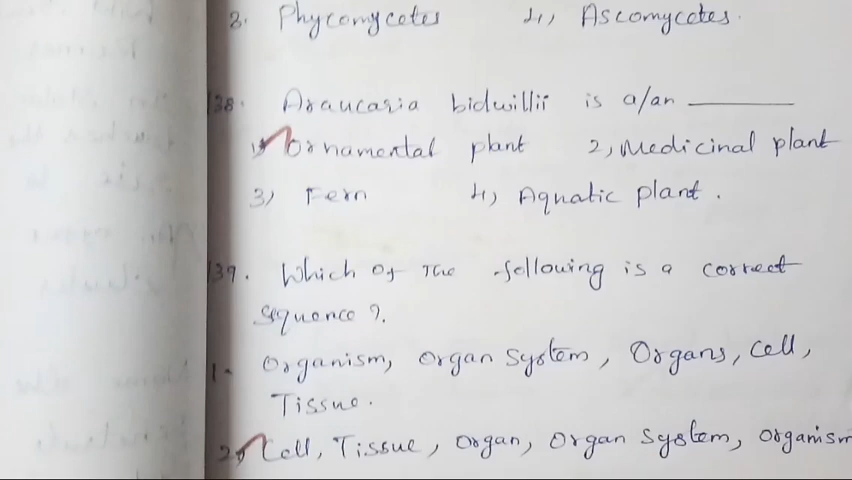 3. Phycomycetes 4) Ascomycetes.
138. Araucaria bidwillii is a/an ______
1) Ornamental plant 2) Medicinal plant
3) Fern 4) Aquatic plant.
139. Which of The following is a correct
sequence ?.
1. Organism, organ system, Organs, cell,
Tissue.
2) Cell, Tissue, organ, organ system, organism